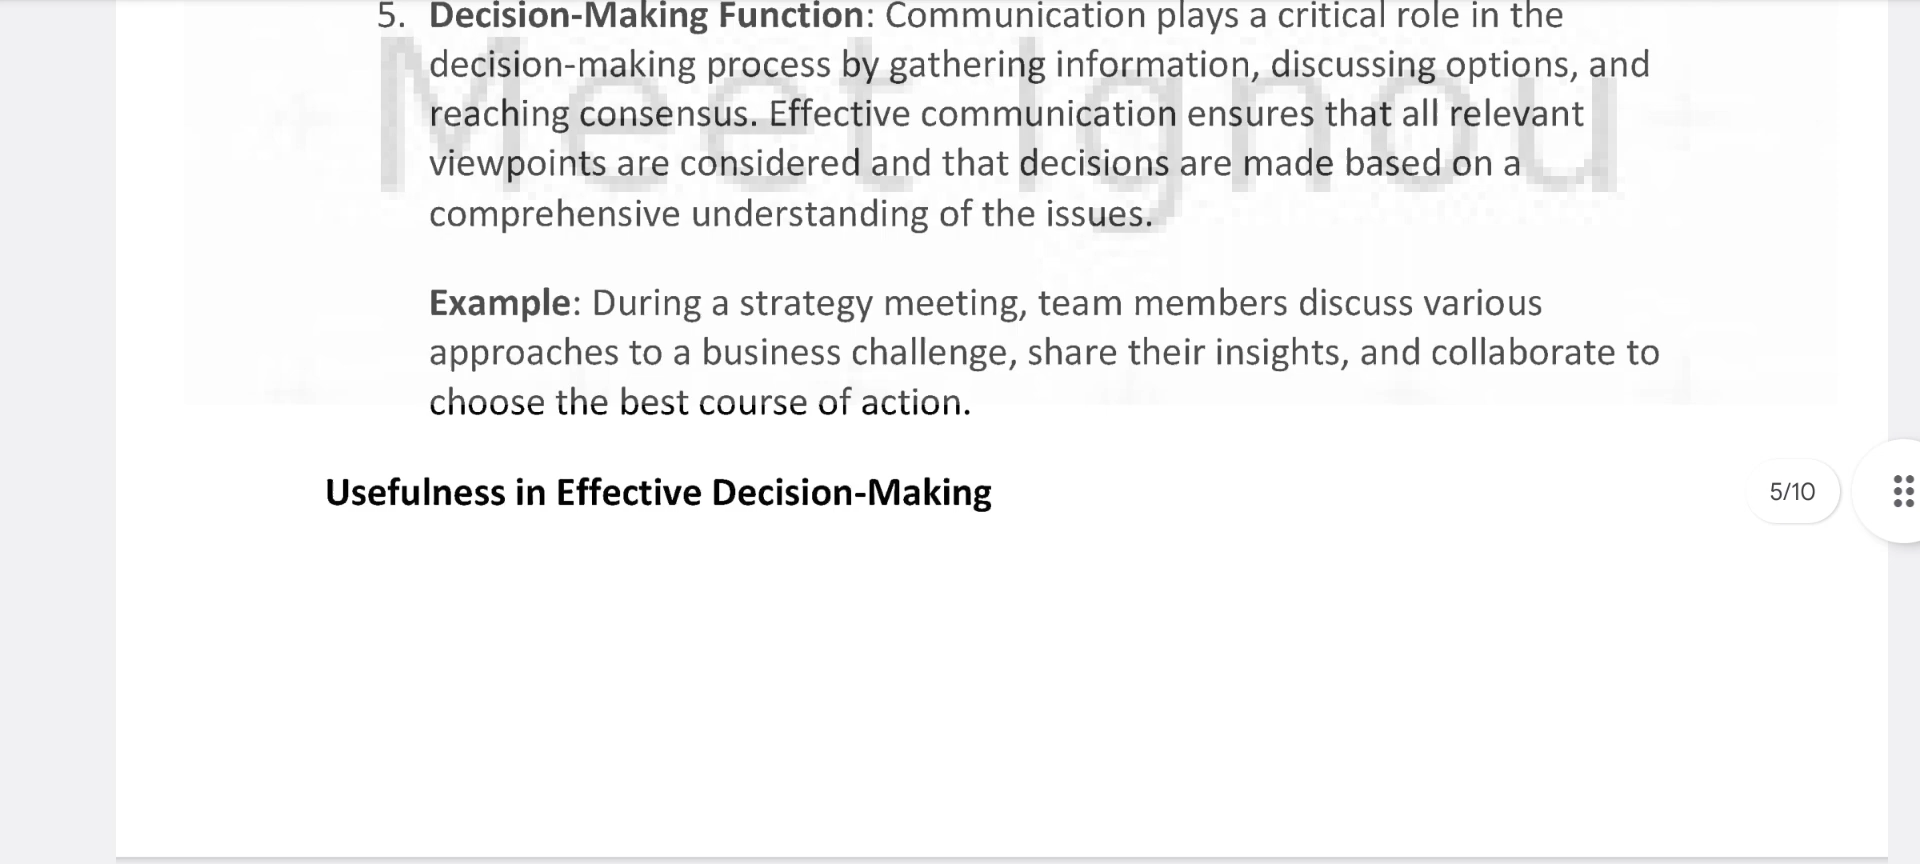 5. Decision-Making Function: Communication plays a critical role in the
decision-making process by gathering information, discussing options, and
reaching consensus. Effective communication ensures that all relevant
viewpoints are considered and that decisions are made based on a
comprehensive understanding of the issues.
Meet Ignou
Example: During a strategy meeting, team members discuss various
approaches to a business challenge, share their insights, and collaborate to
choose the best course of action.
Usefulness in Effective Decision-Making
5/10